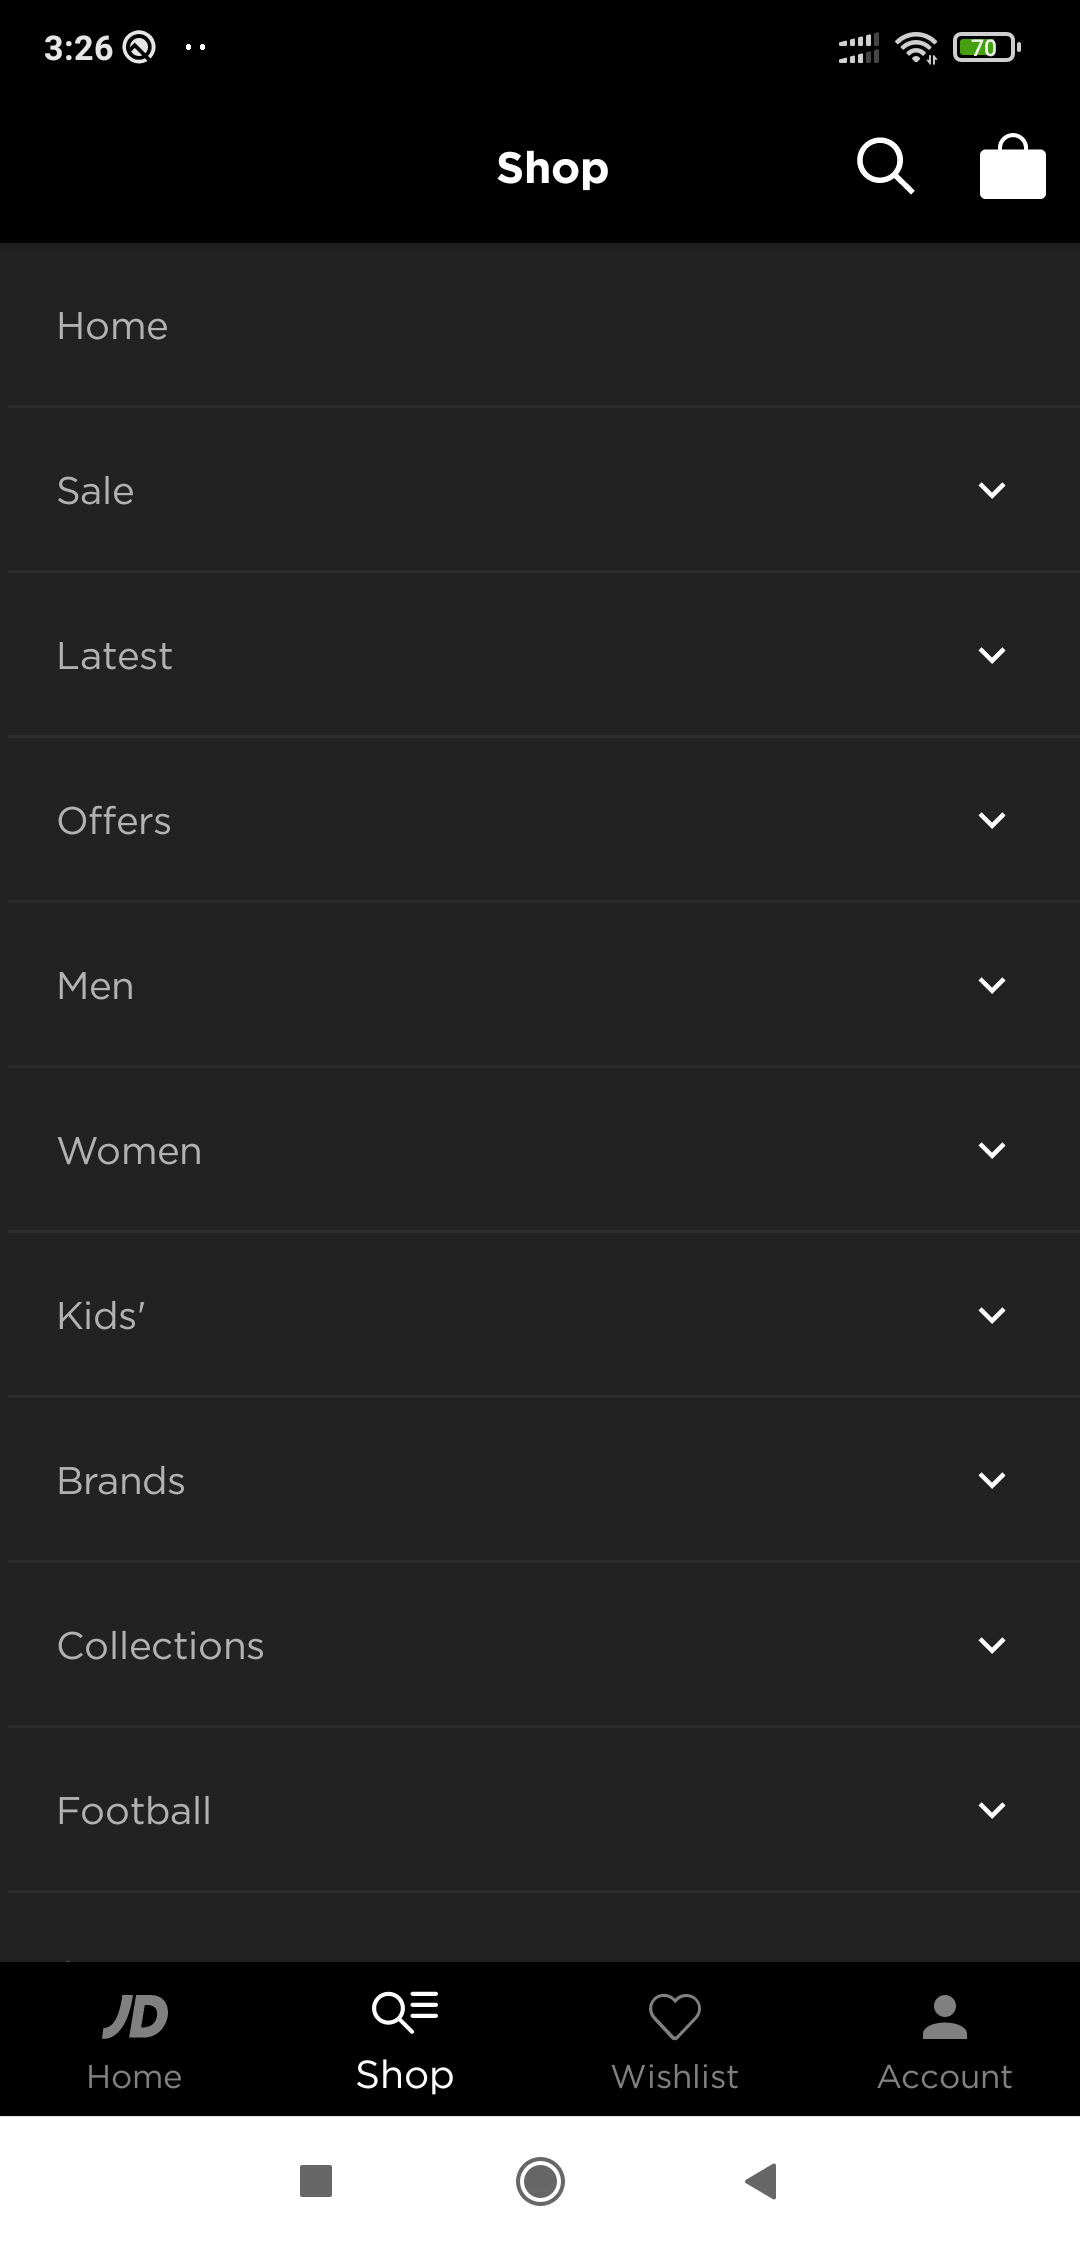 3:26
70
Shop
Home
Sale
Latest
Offers
Men
Women
Kids'
Brands
Collections
Football
JD
Home
Shop
Wishlist
Account